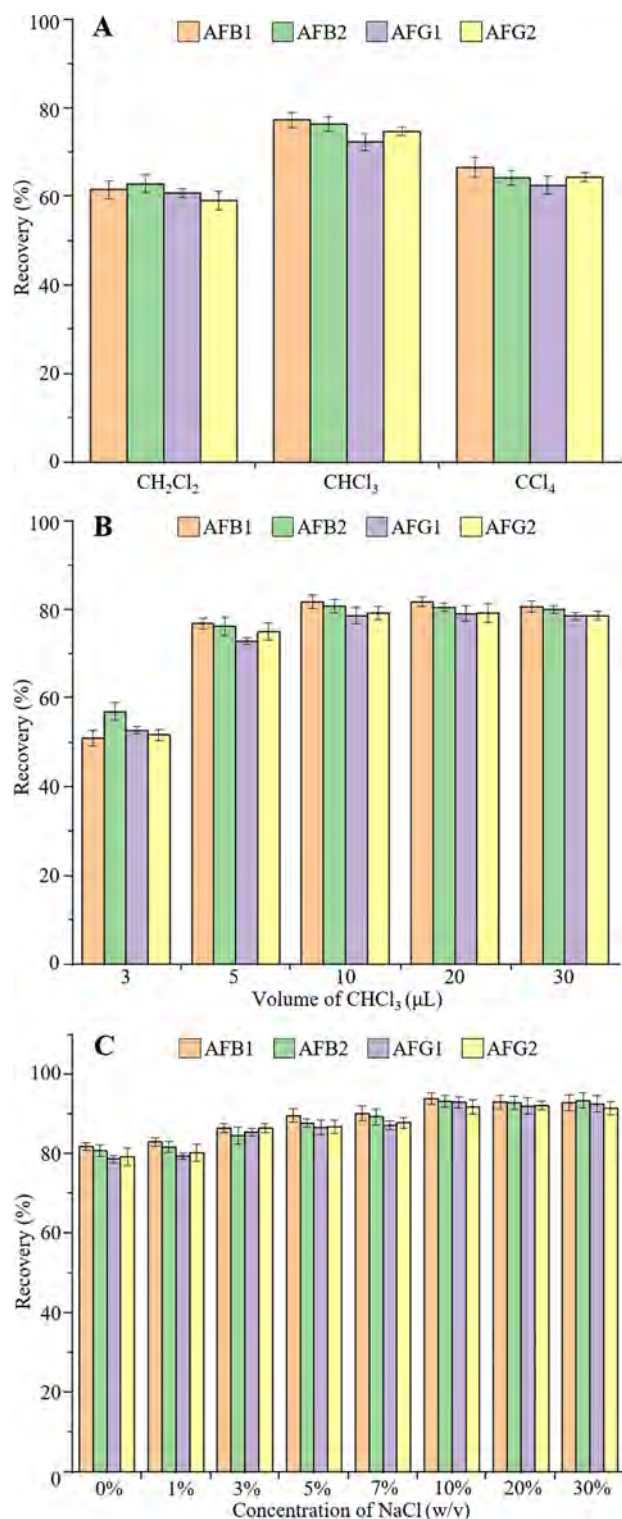 A
AFB1 AFB2 AFG1 AFG2
100
80
60
40
20
0
Recovery (%)
CH₂Cl₂ CHCl₃ CCl₄
B
AFB1 AFB2 AFG1 AFG2
100
80
60
40
20
0
Recovery (%)
3 5 10 20 30
Volume of CHCl₃ (μL)
C
AFB1 AFB2 AFG1 AFG2
100
80
60
40
20
0
Recovery (%)
0% 1% 3% 5% 7% 10% 20% 30%
Concentration of NaCl (w/v)